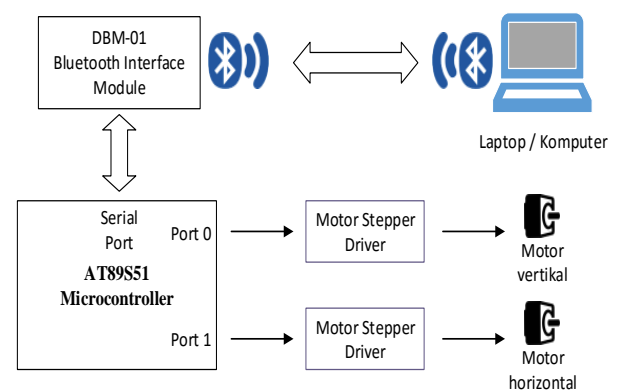 DBM-01
Bluetooth Interface
Module
Laptop / Komputer
Serial
Port
Port 0
AT89S51
Microcontroller
Port 1
Motor Stepper
Driver
Motor
vertikal
Motor Stepper
Driver
Motor
horizontal